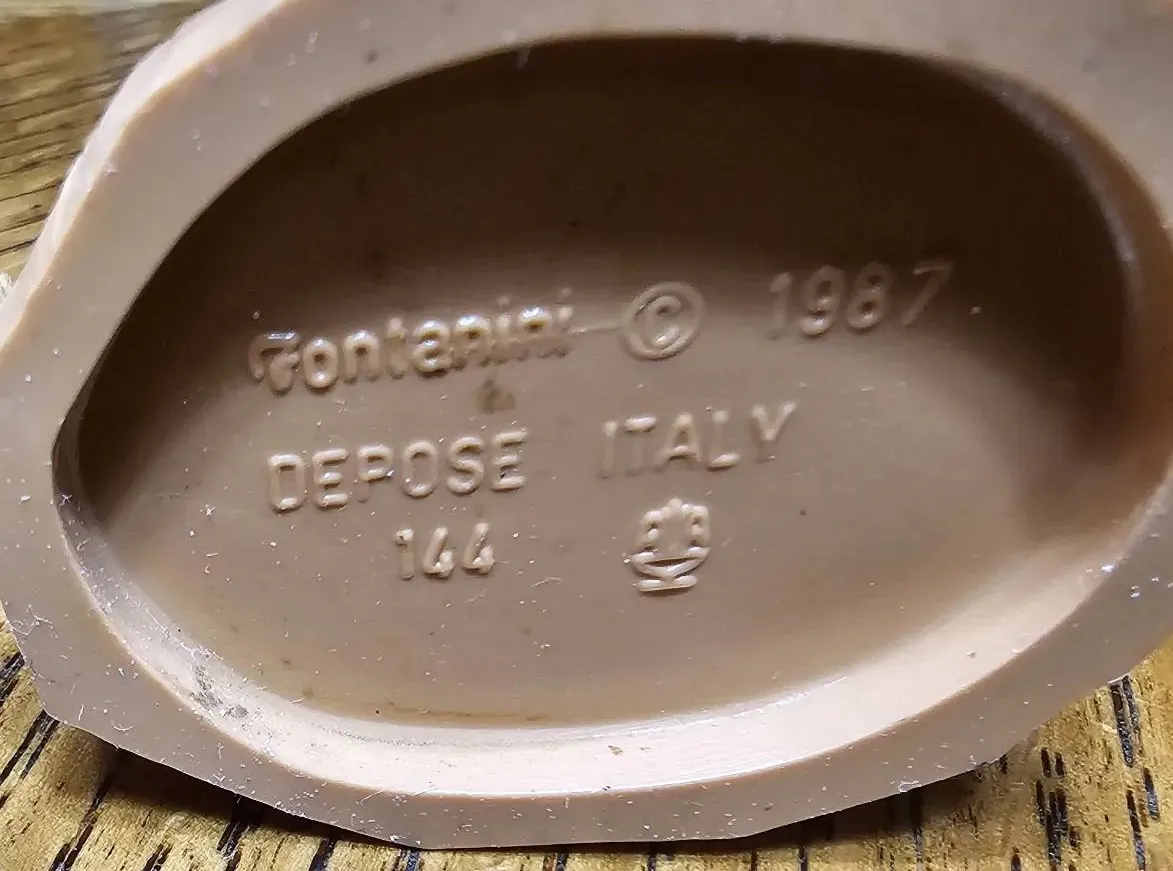 Fontanini © 1987
DEPOSE ITALY
144